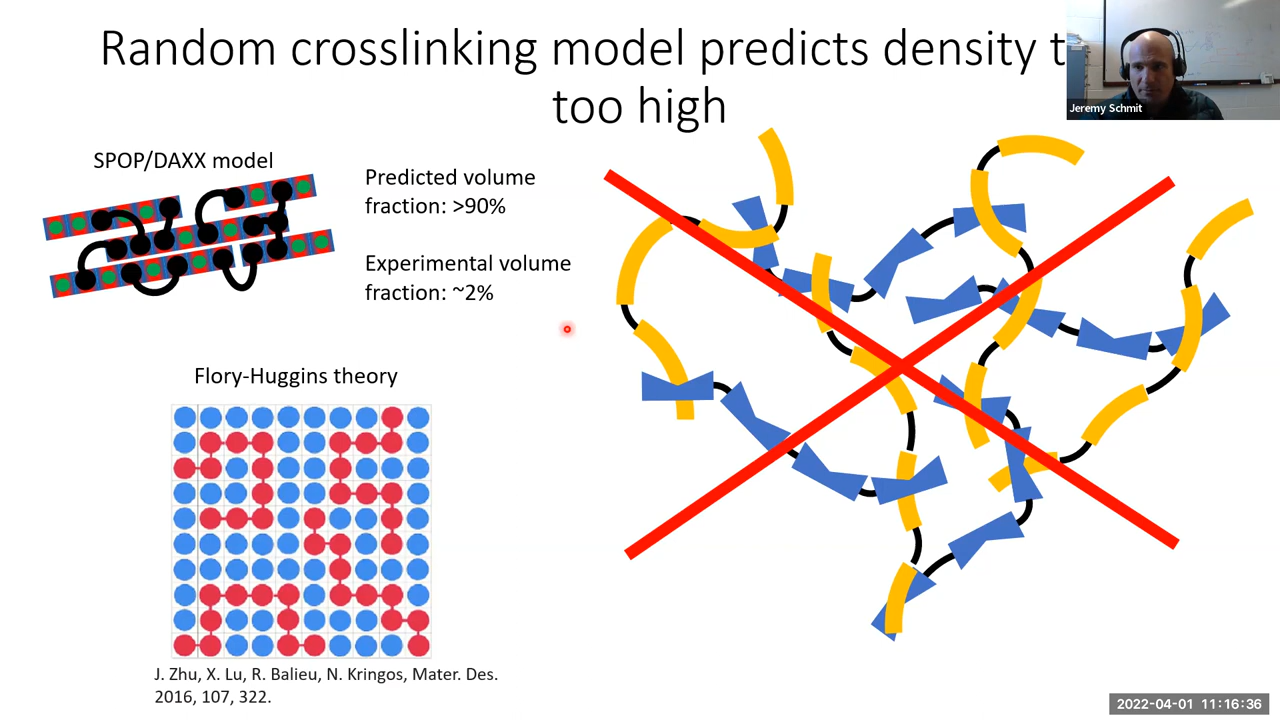 Random crosslinking model predicts density
too high
Jeremy Schmit
SPOP/DAXX model
Predicted volume
fraction: >90%
Experimental volume
fraction: ~2%
Flory-Huggins theory
J. Zhu, X. Lu, R. Balieu, N. Kringos, Mater. Des.
2016, 107, 322.
2022-04-01 11:16:36